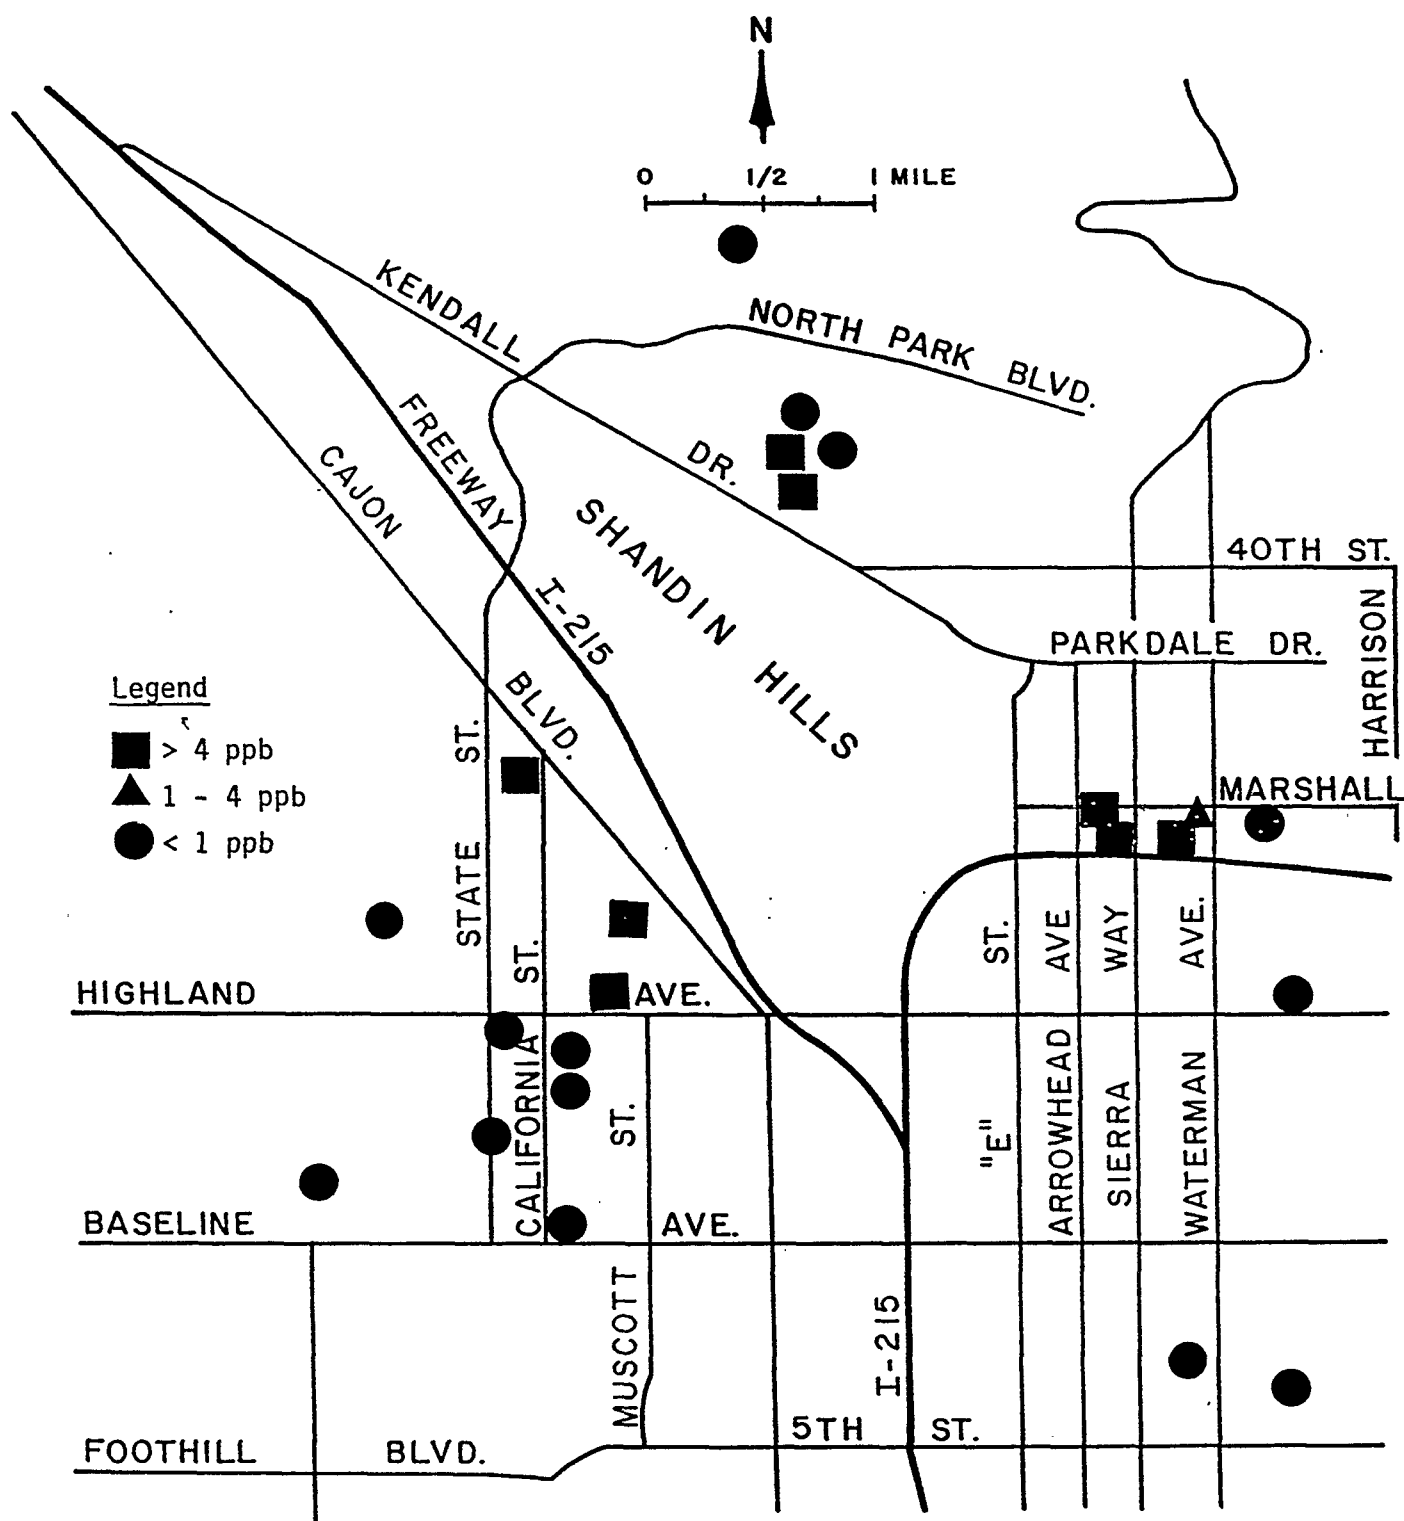 N
0 1/2 1 MILE
KENDALL
NORTH PARK BLVD.
FREEWAY
DR.
CAJON
SHANDIN HILLS
40TH ST.
I-215
HARRISON
PARKDALE DR.
BLVD.
Legend
> 4 ppb
1 - 4 ppb
< 1 ppb
STATE ST.
MARSHALL
CALIFORNIA ST.
"E" ST.
ARROWHEAD AVE
SIERRA WAY
WATERMAN AVE.
HIGHLAND AVE.
MUSCOTT ST.
BASELINE AVE.
I-215
5TH ST.
FOOTHILL BLVD.